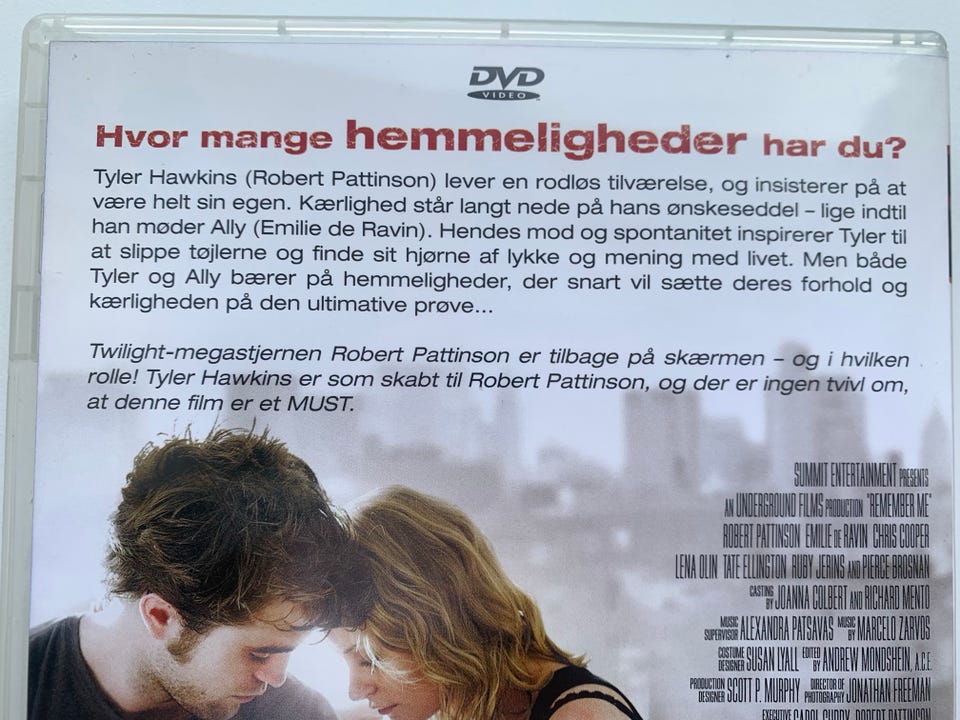 DVD
VIDEO
Hvor mange hemmeligheder har du?
Tyler Hawkins (Robert Pattinson) lever en rodløs tilværelse, og insisterer på at
være helt sin egen. Kærlighed står langt nede på hans ønskeseddel – lige indtil
han møder Ally (Emilie de Ravin). Hendes mod og spontanitet inspirerer Tyler til
at slippe tøjlerne og finde sit hjørne af lykke og mening med livet. Men både
Tyler og Ally bærer på hemmeligheder, der snart vil sætte deres forhold og
kærligheden på den ultimative prøve...
Twilight-megastjernen Robert Pattinson er tilbage på skærmen – og i hvilken
rolle! Tyler Hawkins er som skabt til Robert Pattinson, og der er ingen tvivl om,
at denne film er et MUST.
SUMMIT ENTERTAINMENT PRESENTS
AN UNDERGROUND FILMS PRODUCTION "REMEMBER ME"
ROBERT PATTINSON EMILIE DE RAVIN CHRIS COOPER
LENA OLIN TATE ELLINGTON RUBY JERINS AND PIERCE BROSNAN
CASTING BY JOANNA COLBERT AND RICHARD MENTO
MUSIC SUPERVISOR ALEXANDRA PATSAVAS MUSIC BY MARCELO ZARVOS
COSTUME DESIGNER SUSAN LYALL EDITED BY ANDREW MONDSHEIN, A.C.E.
PRODUCTION DESIGNER SCOTT P. MURPHY DIRECTOR OF PHOTOGRAPHY JONATHAN FREEMAN
EXECUTIVE CAROL CUDDY, ROBERT PATTINSON